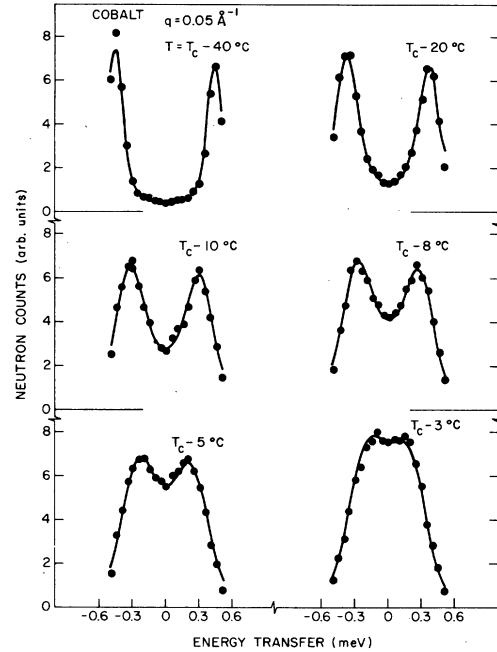 COBALT
q = 0.05 Å⁻¹
T = Tc - 40 °C
Tc - 20 °C
8
6
4
2
0
Tc - 10 °C
Tc - 8 °C
8
6
4
2
0
Tc - 5 °C
Tc - 3 °C
8
6
4
2
0
NEUTRON COUNTS (arb. units)
-0.6 -0.3 0 0.3 0.6 -0.6 -0.3 0 0.3 0.6
ENERGY TRANSFER (meV)